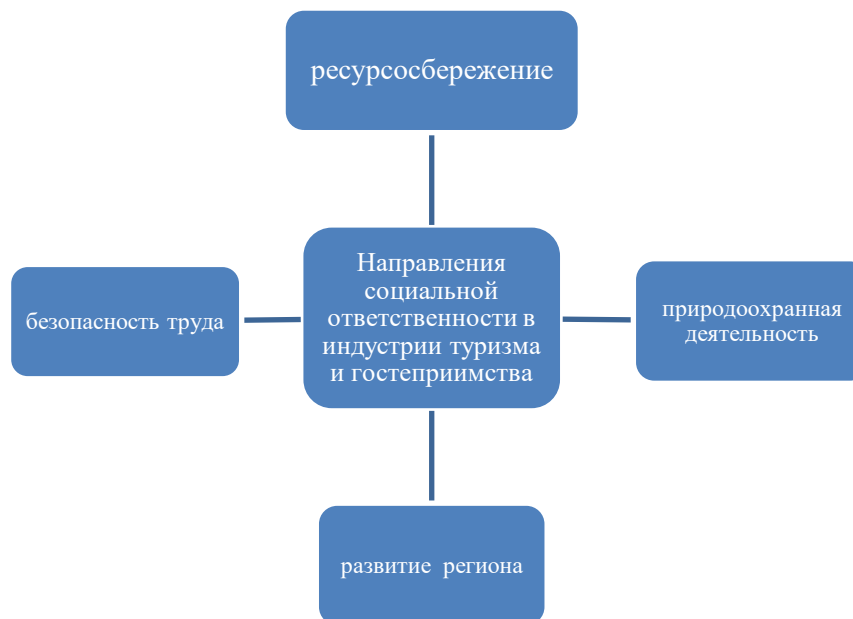 ресурсосбережение
Направления
социальной
ответственности в
индустрии туризма
и гостеприимства
безопасность труда
природоохранная
деятельность
развитие региона